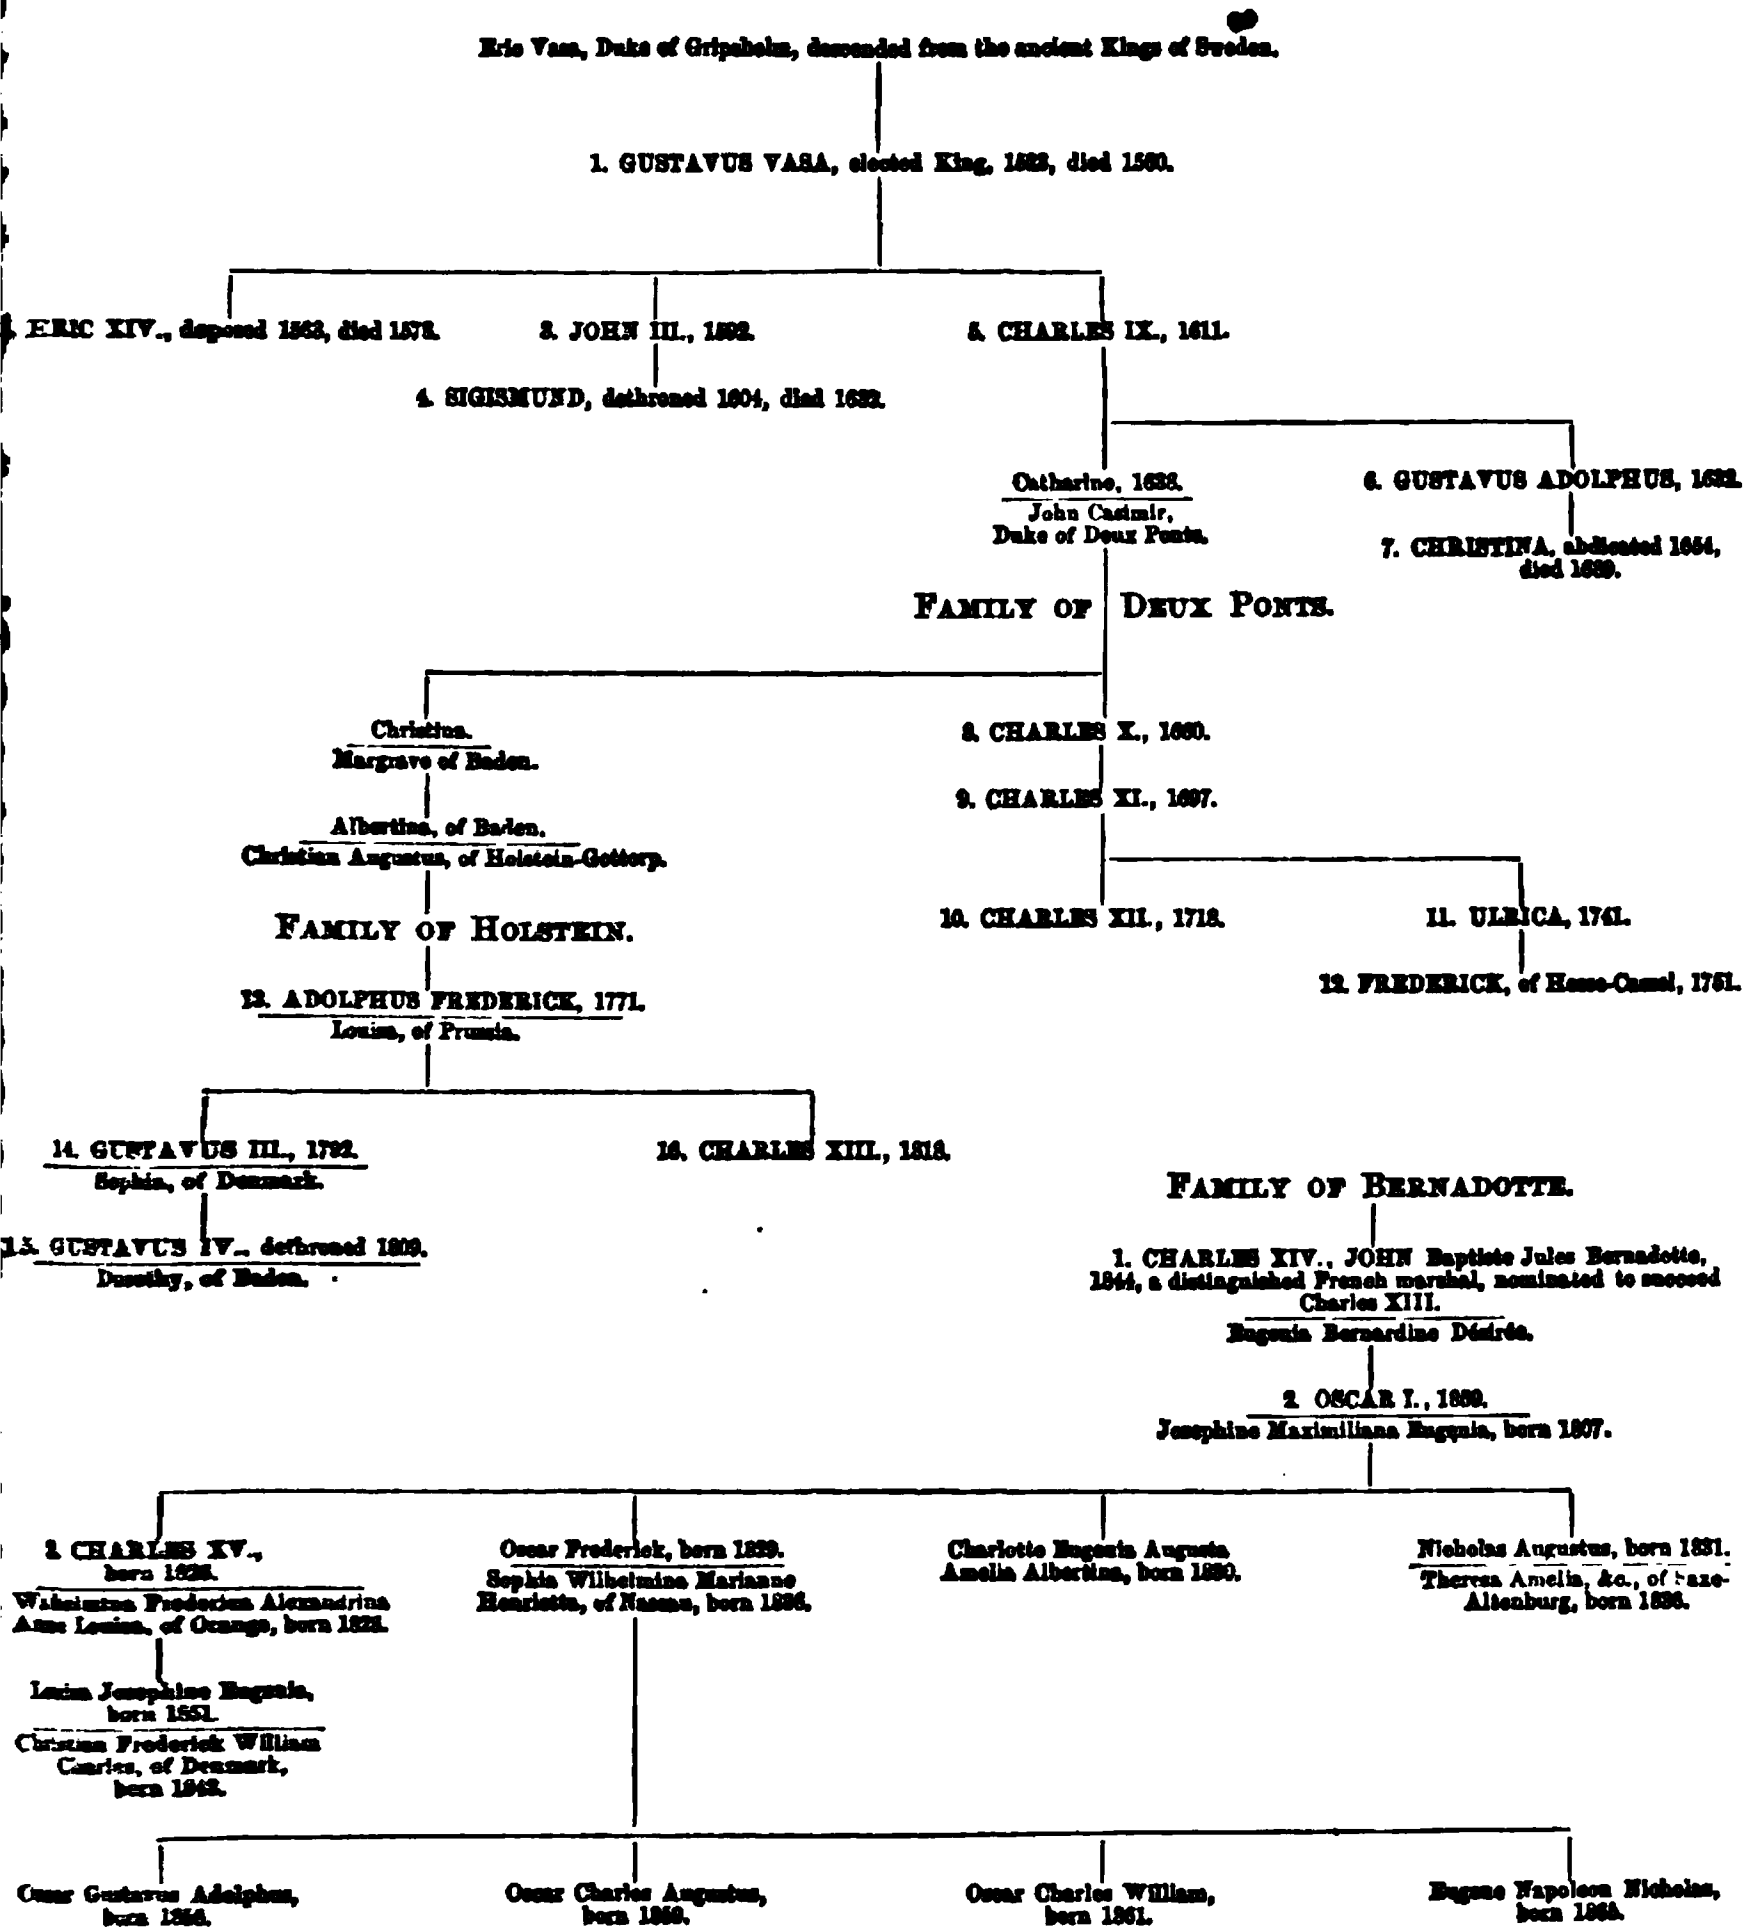 Eric Vasa, Duke of Gripsholm, descended from the ancient Kings of Sweden.
1. GUSTAVUS VASA, elected King, 1523, died 1560.
ERIC XIV., deposed 1568, died 1578.
3. JOHN III., 1592.
5. CHARLES IX., 1611.
4. SIGISMUND, dethroned 1604, died 1632.
Catharine, 1638.
John Casimir,
Duke of Deux Ponts.
6. GUSTAVUS ADOLPHUS, 1632.
7. CHRISTINA, abdicated 1654,
died 1689.
FAMILY OF DEUX PONTS.
Christina.
Margrave of Baden.
8. CHARLES X., 1660.
9. CHARLES XI., 1697.
Albertina, of Baden.
Christian Augustus, of Holstein-Gottorp.
10. CHARLES XII., 1718.
11. ULRICA, 1741.
FAMILY OF HOLSTEIN.
12. FREDERICK, of Hesse-Cassel, 1751.
13. ADOLPHUS FREDERICK, 1771.
Louisa, of Prussia.
14. GUSTAVUS III., 1792.
Sophia, of Denmark.
16. CHARLES XIII., 1818.
15. GUSTAVUS IV., dethroned 1809.
Dorothy, of Baden.
FAMILY OF BERNADOTTE.
1. CHARLES XIV., JOHN Baptiste Jules Bernadotte,
1844, a distinguished French marshal, nominated to succeed
Charles XIII.
Eugenia Bernardine Désirée.
2. OSCAR I., 1859.
Josephine Maximiliana Eugenia, born 1807.
3. CHARLES XV.,
born 1826.
Wilhelmina Frederica Alexandrina
Anne Louisa, of Orange, born 1828.
Oscar Frederick, born 1829.
Sophia Wilhelmina Marianne
Henrietta, of Nassau, born 1836.
Charlotte Eugenia Augusta
Amelia Albertina, born 1830.
Nicholas Augustus, born 1831.
Theresa Amelia, &c., of Saxe-
Altenburg, born 1836.
Louisa Josephine Eugenia,
born 1851.
Christian Frederick William
Charles, of Denmark,
born 1843.
Oscar Gustavus Adolphus,
born 1858.
Oscar Charles Augustus,
born 1859.
Oscar Charles William,
born 1861.
Eugene Napoleon Nicholas,
born 1865.